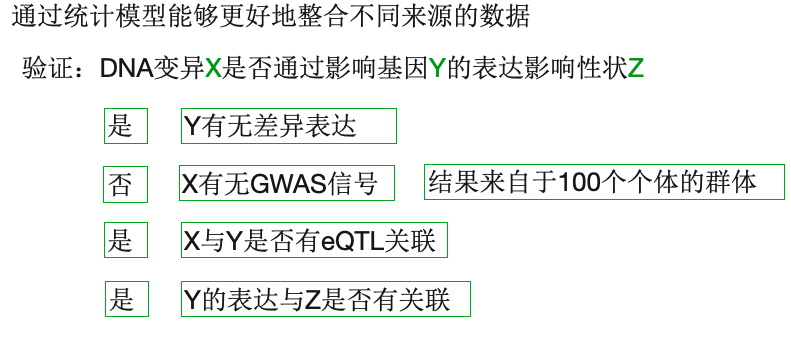 通过统计模型能够更好地整合不同来源的数据
验证：DNA变异X是否通过影响基因Y的表达影响性状Z
是 Y有无差异表达
否 X有无GWAS信号 结果来自于100个个体的群体
是 X与Y是否有eQTL关联
是 Y的表达与Z是否有关联